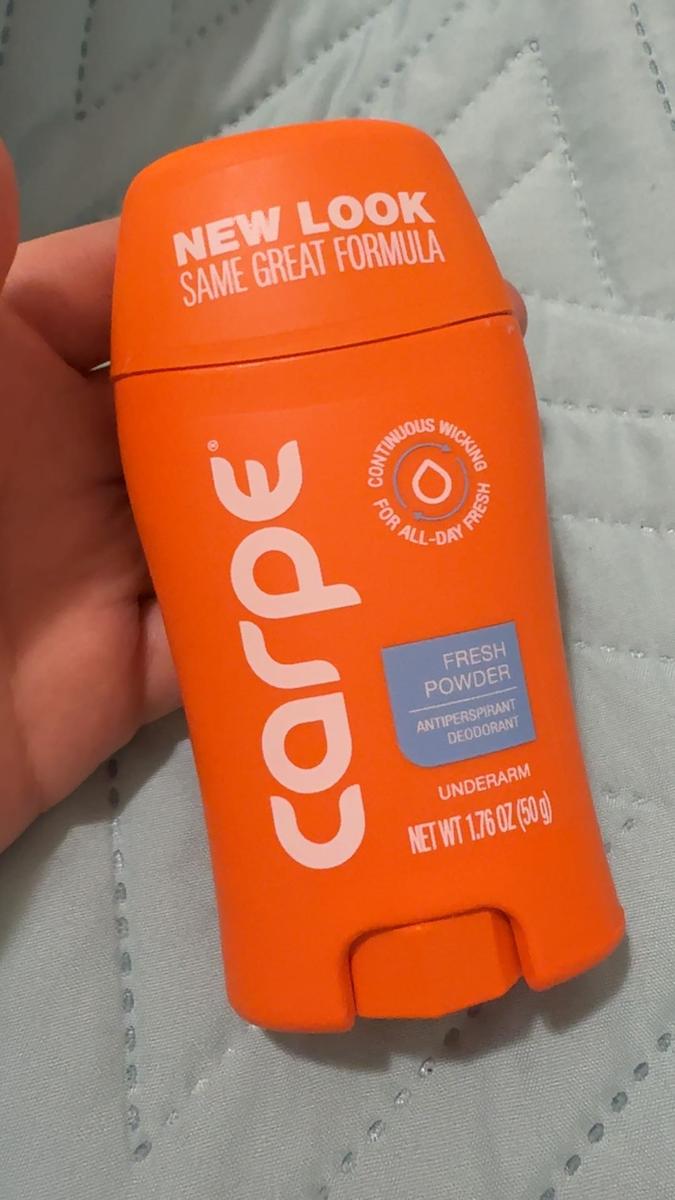 NEW LOOK
SAME GREAT FORMULA
carpe®
CONTINUOUS WICKING
FOR ALL-DAY FRESH
FRESH
POWDER
ANTIPERSPIRANT
DEODORANT
UNDERARM
NET WT 1.76 OZ (50 g)